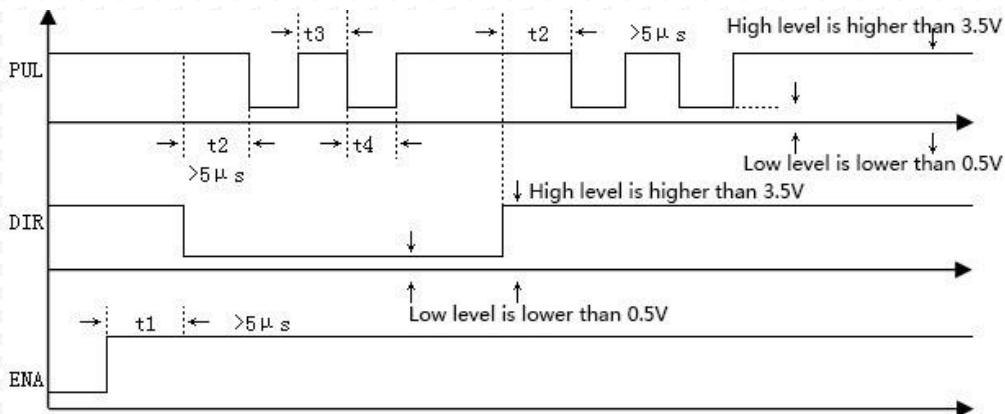 High level is higher than 3.5V
t3
t2
>5μs
PUL
t2
t4
>5μs
Low level is lower than 0.5V
High level is higher than 3.5V
DIR
Low level is lower than 0.5V
t1
>5μs
ENA